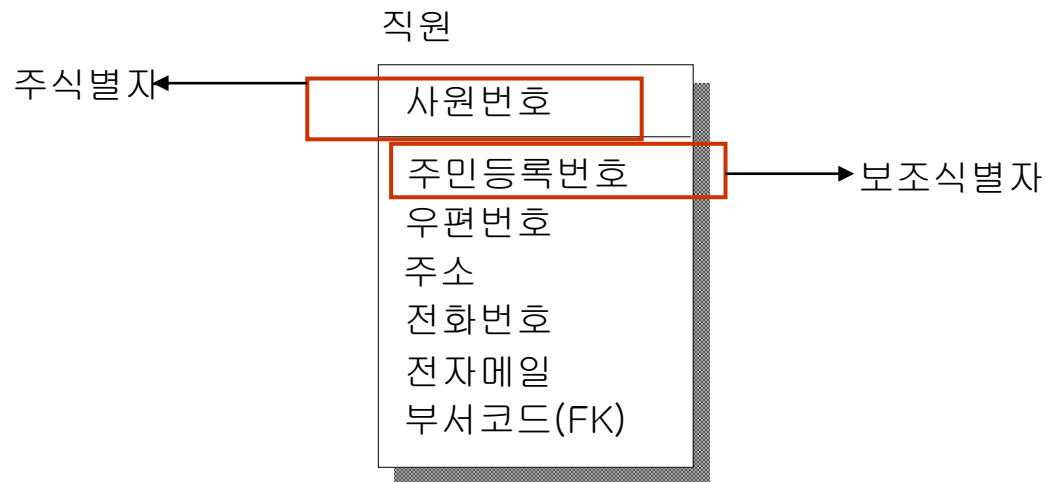 직원
주식별자
사원번호
주민등록번호
보조식별자
우편번호
주소
전화번호
전자메일
부서코드(FK)